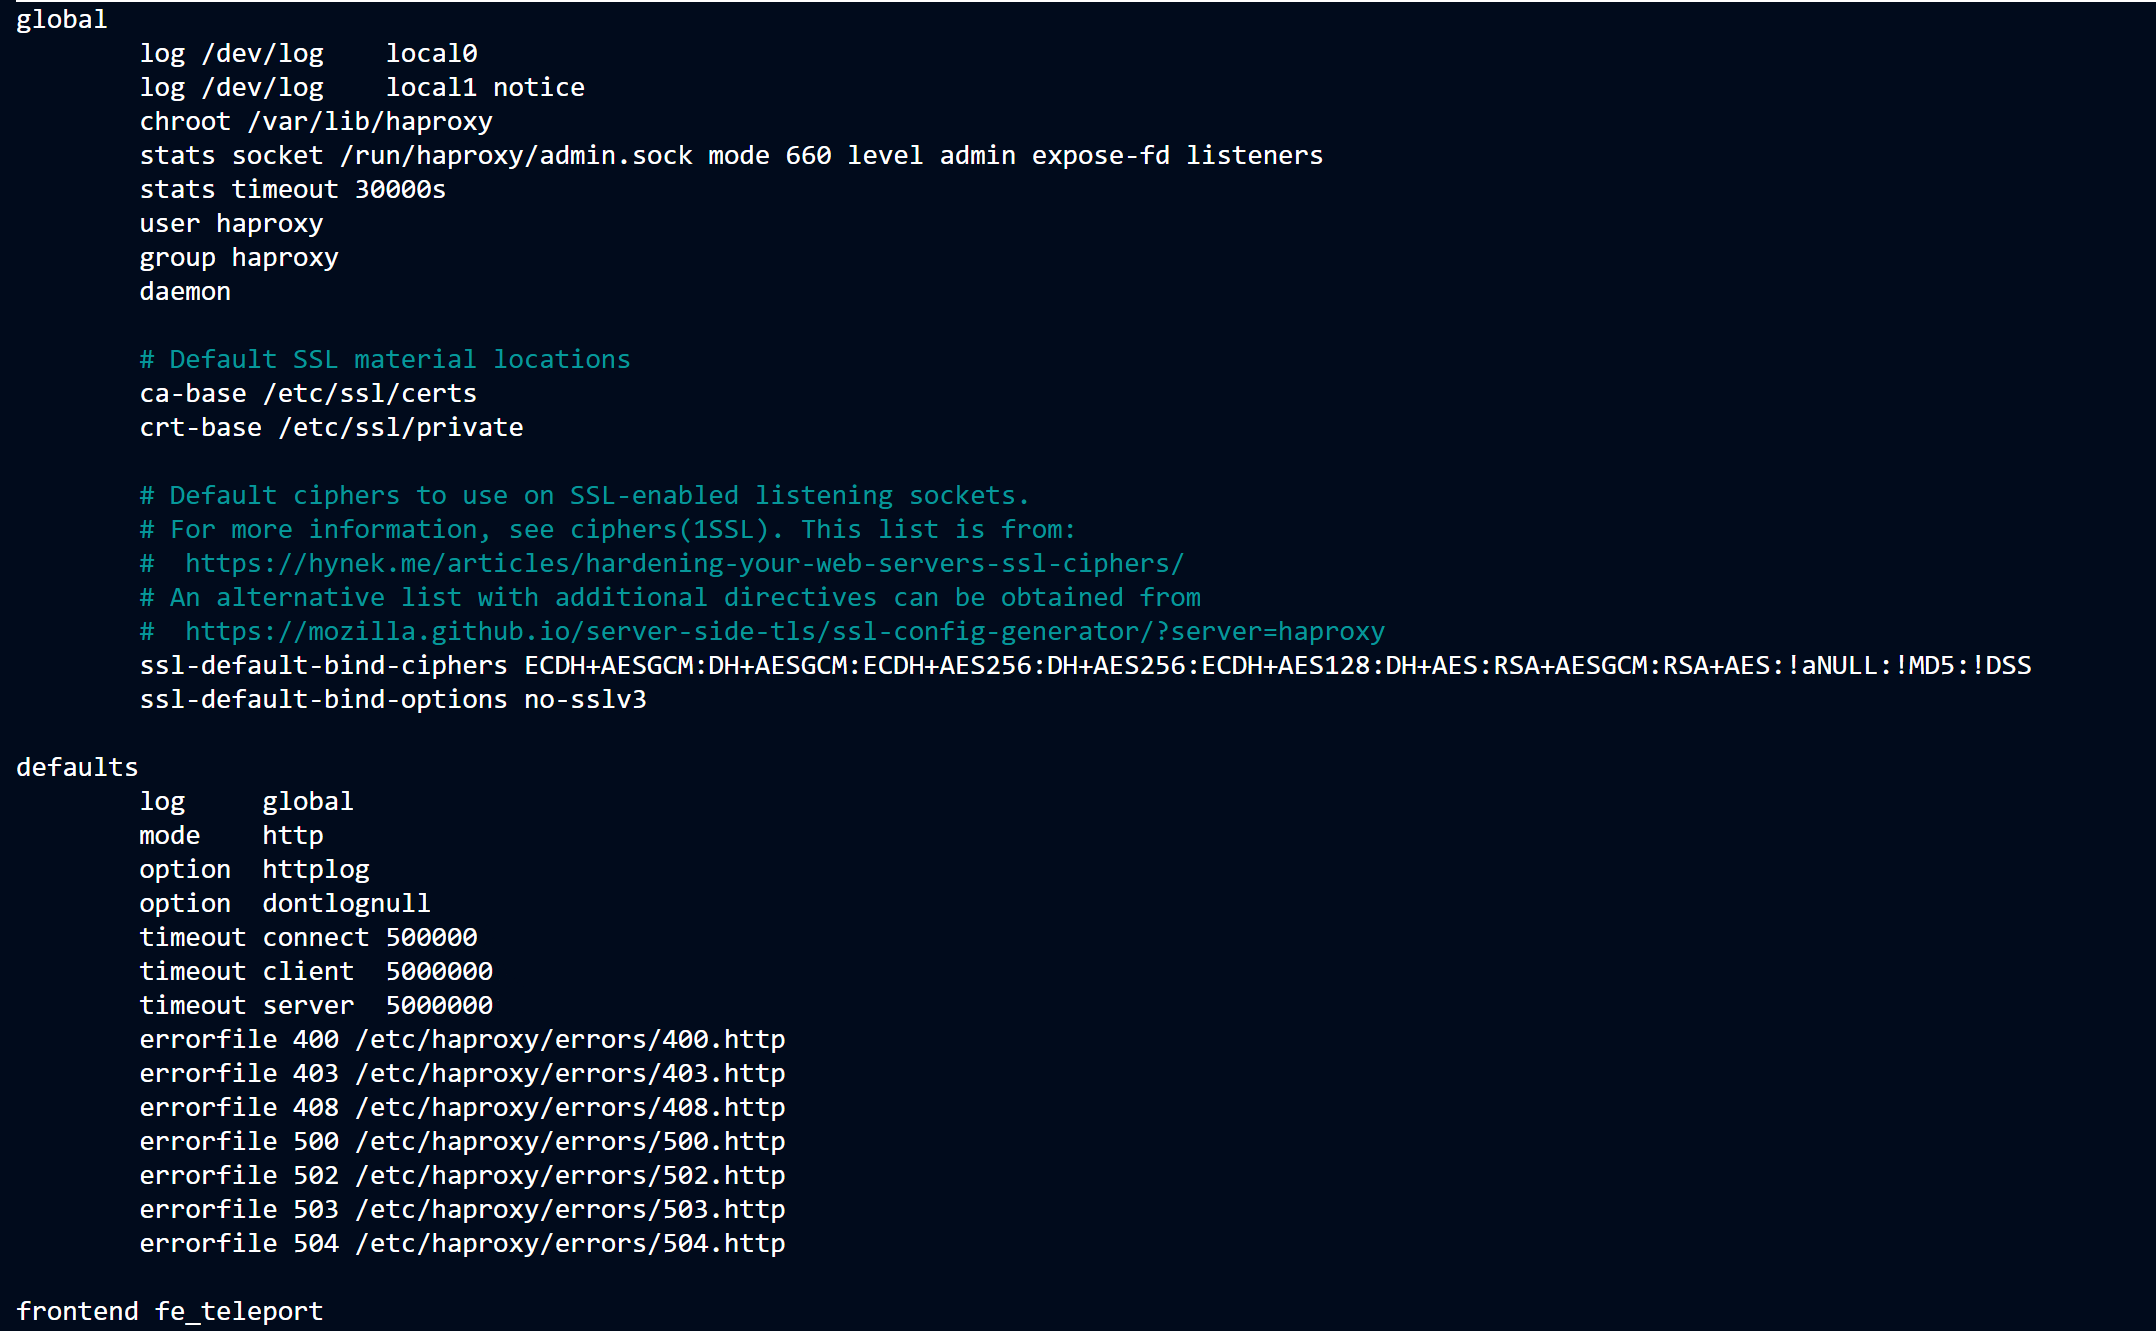 global
log /dev/log    local0
log /dev/log    local1 notice
chroot /var/lib/haproxy
stats socket /run/haproxy/admin.sock mode 660 level admin expose-fd listeners
stats timeout 30000s
user haproxy
group haproxy
daemon
# Default SSL material locations
ca-base /etc/ssl/certs
crt-base /etc/ssl/private
# Default ciphers to use on SSL-enabled listening sockets.
# For more information, see ciphers(1SSL). This list is from:
#  https://hynek.me/articles/hardening-your-web-servers-ssl-ciphers/
# An alternative list with additional directives can be obtained from
#  https://mozilla.github.io/server-side-tls/ssl-config-generator/?server=haproxy
ssl-default-bind-ciphers ECDH+AESGCM:DH+AESGCM:ECDH+AES256:DH+AES256:ECDH+AES128:DH+AES:RSA+AESGCM:RSA+AES:!aNULL:!MD5:!DSS
ssl-default-bind-options no-sslv3
defaults
log     global
mode    http
option  httplog
option  dontlognull
timeout connect 500000
timeout client  5000000
timeout server  5000000
errorfile 400 /etc/haproxy/errors/400.http
errorfile 403 /etc/haproxy/errors/403.http
errorfile 408 /etc/haproxy/errors/408.http
errorfile 500 /etc/haproxy/errors/500.http
errorfile 502 /etc/haproxy/errors/502.http
errorfile 503 /etc/haproxy/errors/503.http
errorfile 504 /etc/haproxy/errors/504.http
frontend fe_teleport